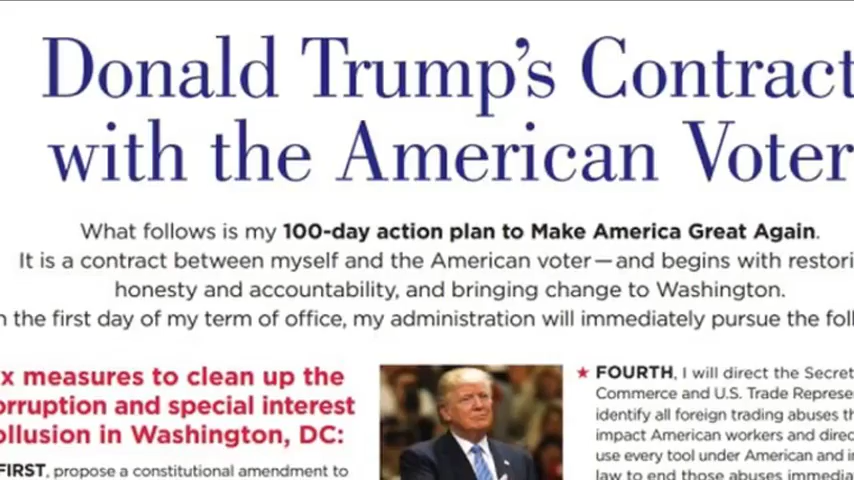 Donald Trump’s Contract
with the American Voter
What follows is my 100-day action plan to Make America Great Again.
It is a contract between myself and the American voter—and begins with restori
honesty and accountability, and bringing change to Washington.
n the first day of my term of office, my administration will immediately pursue the foll
x measures to clean up the
orruption and special interest
ollusion in Washington, DC:
FIRST, propose a constitutional amendment to
★ FOURTH, I will direct the Secret
Commerce and U.S. Trade Represe
identify all foreign trading abuses th
impact American workers and direc
use every tool under American and i
law to end those abuses immedia